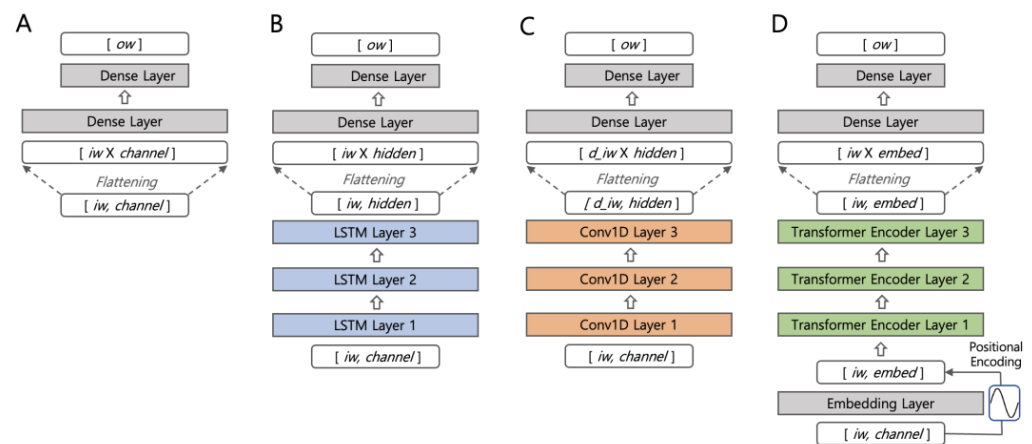 A
[ ow ]
Dense Layer
Dense Layer
[ iw X channel ]
Flattening
[ iw, channel ]
B
[ ow ]
Dense Layer
Dense Layer
[ iw X hidden ]
Flattening
[ iw, hidden ]
LSTM Layer 3
LSTM Layer 2
LSTM Layer 1
[ iw, channel ]
C
[ ow ]
Dense Layer
Dense Layer
[ d_iw X hidden ]
Flattening
[ d_iw, hidden ]
Conv1D Layer 3
Conv1D Layer 2
Conv1D Layer 1
[ iw, channel ]
D
[ ow ]
Dense Layer
Dense Layer
[ iw X embed ]
Flattening
[ iw, embed ]
Transformer Encoder Layer 3
Transformer Encoder Layer 2
Transformer Encoder Layer 1
Positional
Encoding
[ iw, embed ]
Embedding Layer
[ iw, channel ]